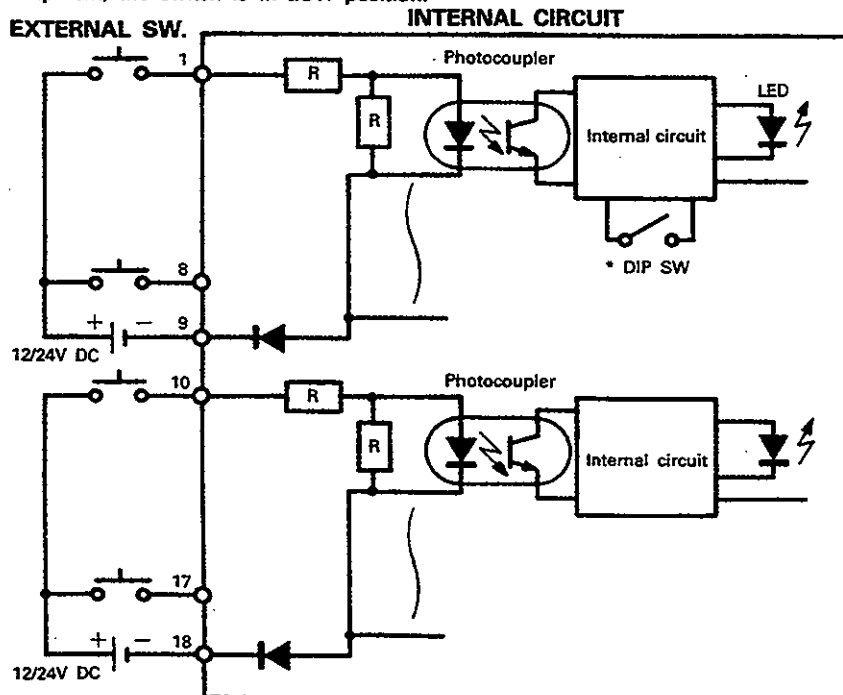 INTERNAL CIRCUIT
EXTERNAL SW.
1
R
Photocoupler
R
Internal circuit
LED
* DIP SW
8
+ − 9
12/24V DC
10
R
Photocoupler
R
Internal circuit
17
+ − 18
12/24V DC